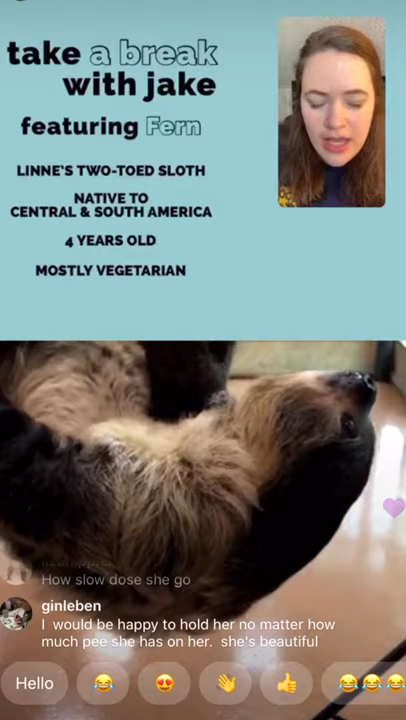 take a break
with jake
featuring Fern
LINNE'S TWO-TOED SLOTH
NATIVE TO
CENTRAL & SOUTH AMERICA
4 YEARS OLD
MOSTLY VEGETARIAN
How slow dose she go
ginleben
I would be happy to hold her no matter how
much pee she has on her. she's beautiful
Hello